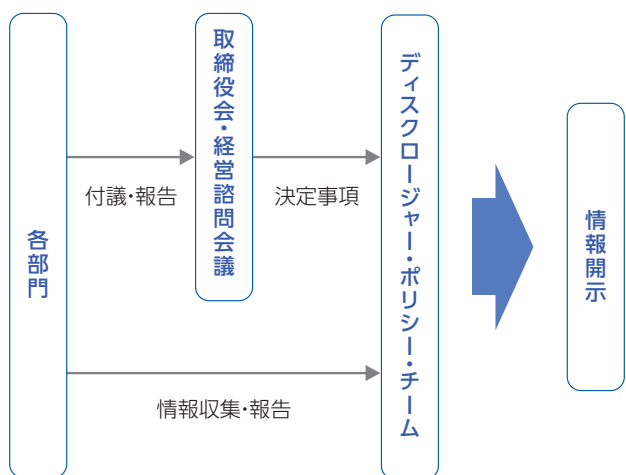 各部門
付議・報告
取締役会・経営諮問会議
決定事項
情報収集・報告
ディスクロージャー・ポリシー・チーム
情報開示